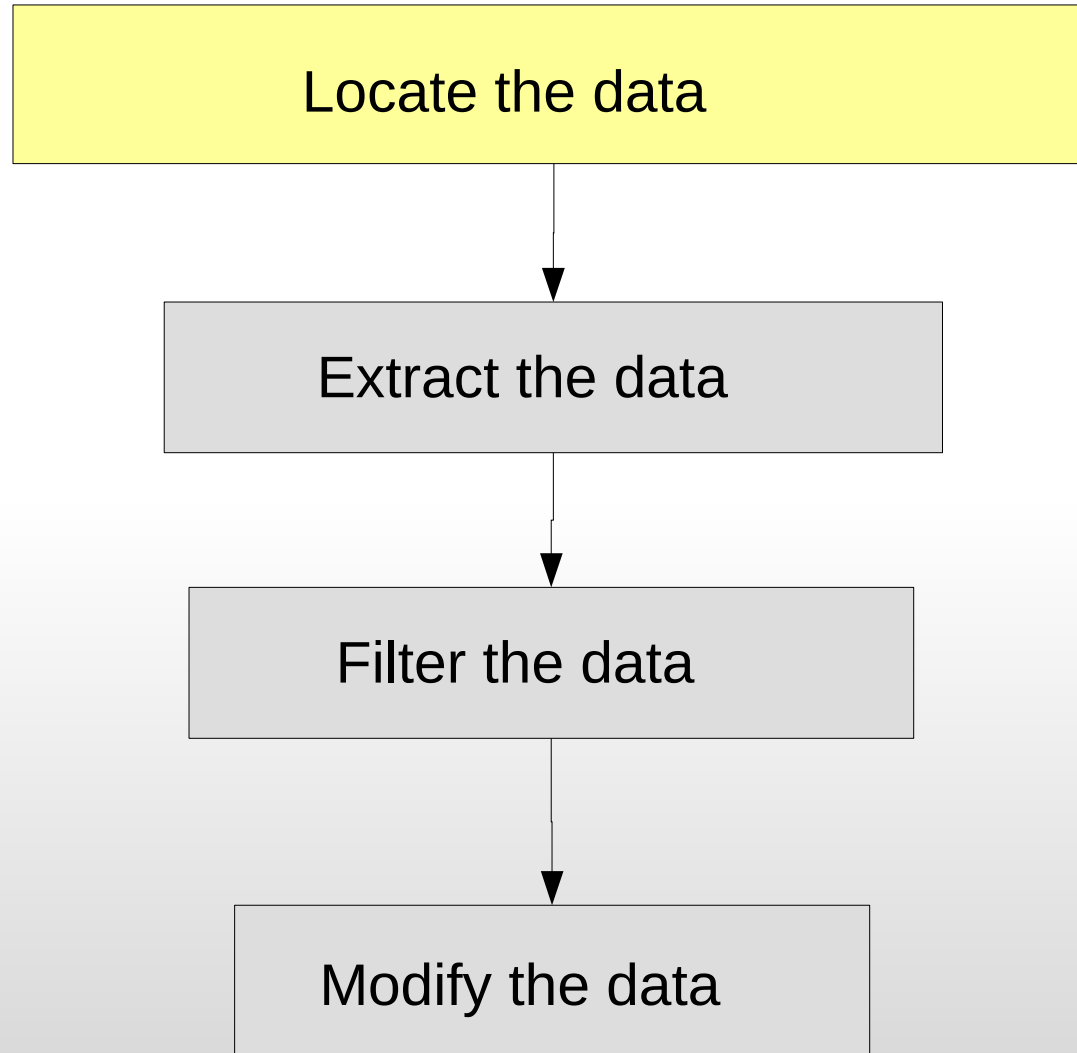 Locate the data
Extract the data
Filter the data
Modify the data